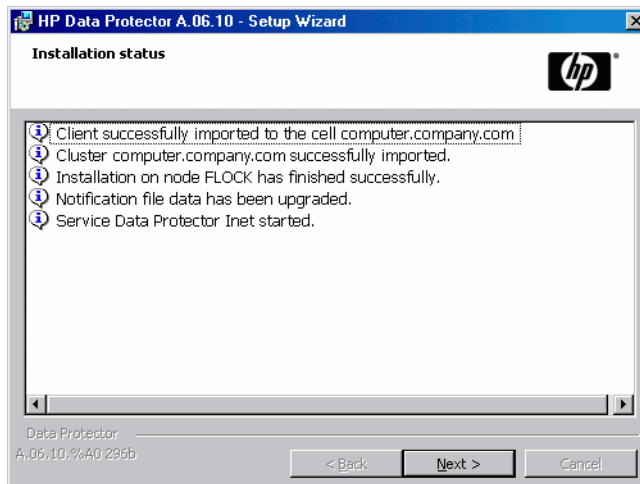 HP Data Protector A.06.10 - Setup Wizard
Installation status
hp
Client successfully imported to the cell computer.company.com
Cluster computer.company.com successfully imported.
Installation on node FLOCK has finished successfully.
Notification file data has been upgraded.
Service Data Protector Inet started.
Data Protector
A.06.10.%A0 296b
< Back
Next >
Cancel